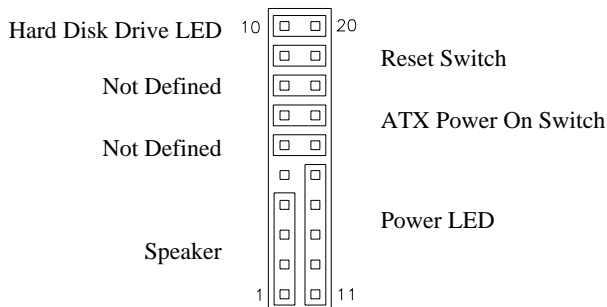 Hard Disk Drive LED
10
20
Reset Switch
Not Defined
ATX Power On Switch
Not Defined
Power LED
Speaker
1
11